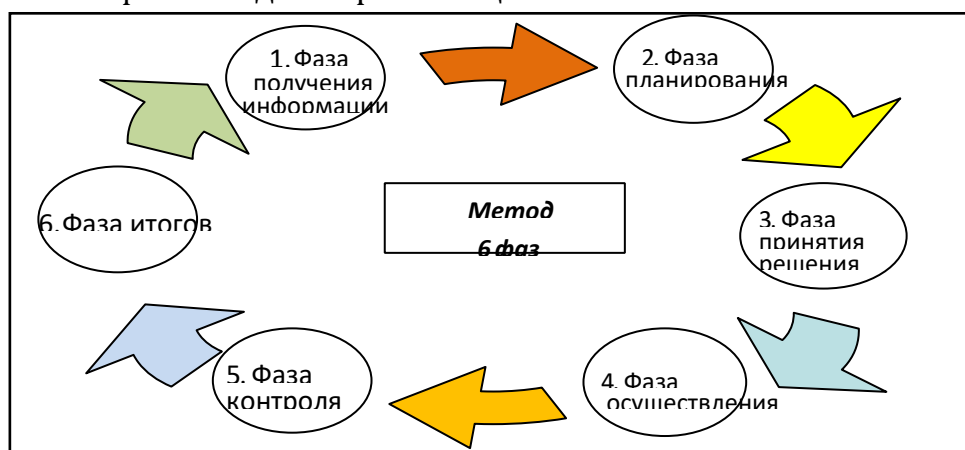 1. Фаза
получения
информации
2. Фаза
планирования
3. Фаза
принятия
решения
4. Фаза
осуществления
5. Фаза
контроля
6. Фаза итогов
Метод
6 фаз